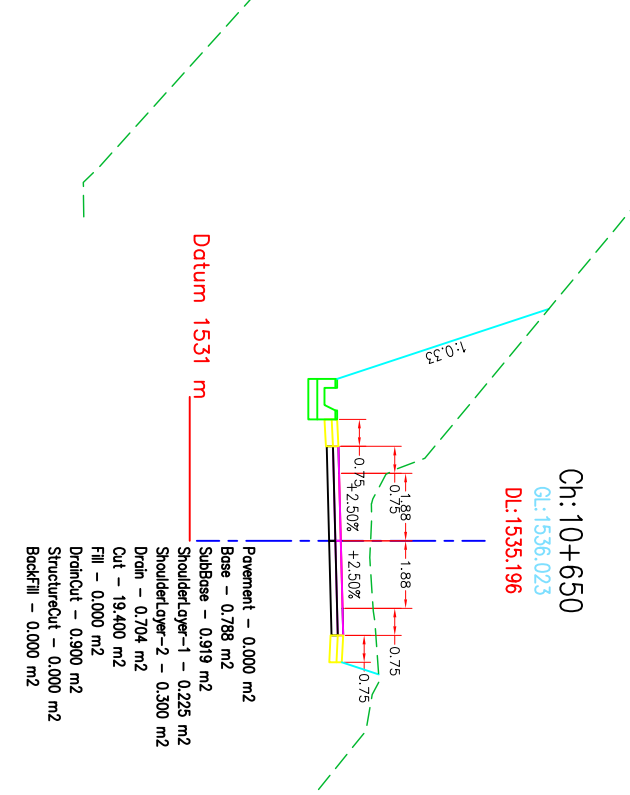 Ch:10+650
GL:1536.023
DL:1535.196
1:0.33
0.75
0.75
1.88
1.88
0.75
0.75
+2.50%
+2.50%
Datum 1531 m
Pavement - 0.000 m2
Base - 0.788 m2
SubBase - 0.919 m2
ShoulderLayer-1 - 0.225 m2
ShoulderLayer-2 - 0.300 m2
Drain - 0.704 m2
Cut - 19.400 m2
Fill - 0.000 m2
DrainCut - 0.900 m2
StructureCut - 0.000 m2
BackFill - 0.000 m2